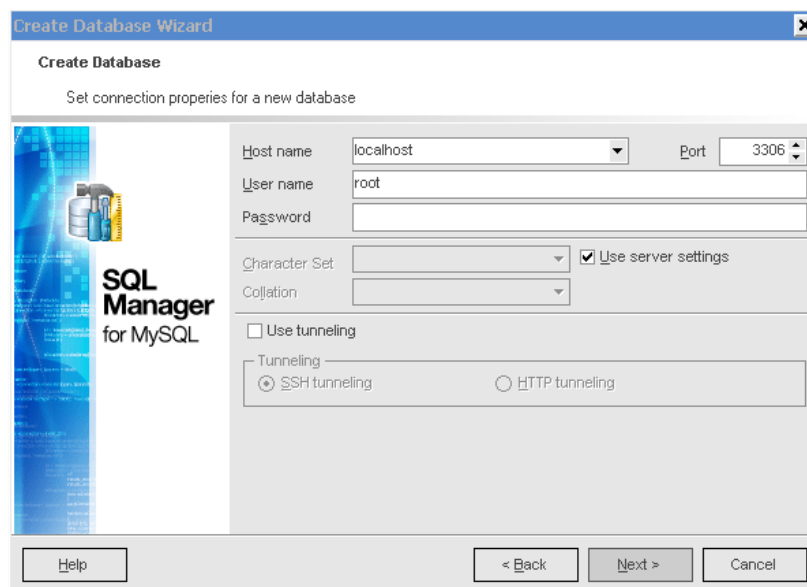 Create Database Wizard
Create Database
Set connection properies for a new database
Host name localhost Port 3306
User name root
Password
Character Set Use server settings
Collation
SQL
Manager
for MySQL
Use tunneling
Tunneling
SSH tunneling HTTP tunneling
Help < Back Next > Cancel